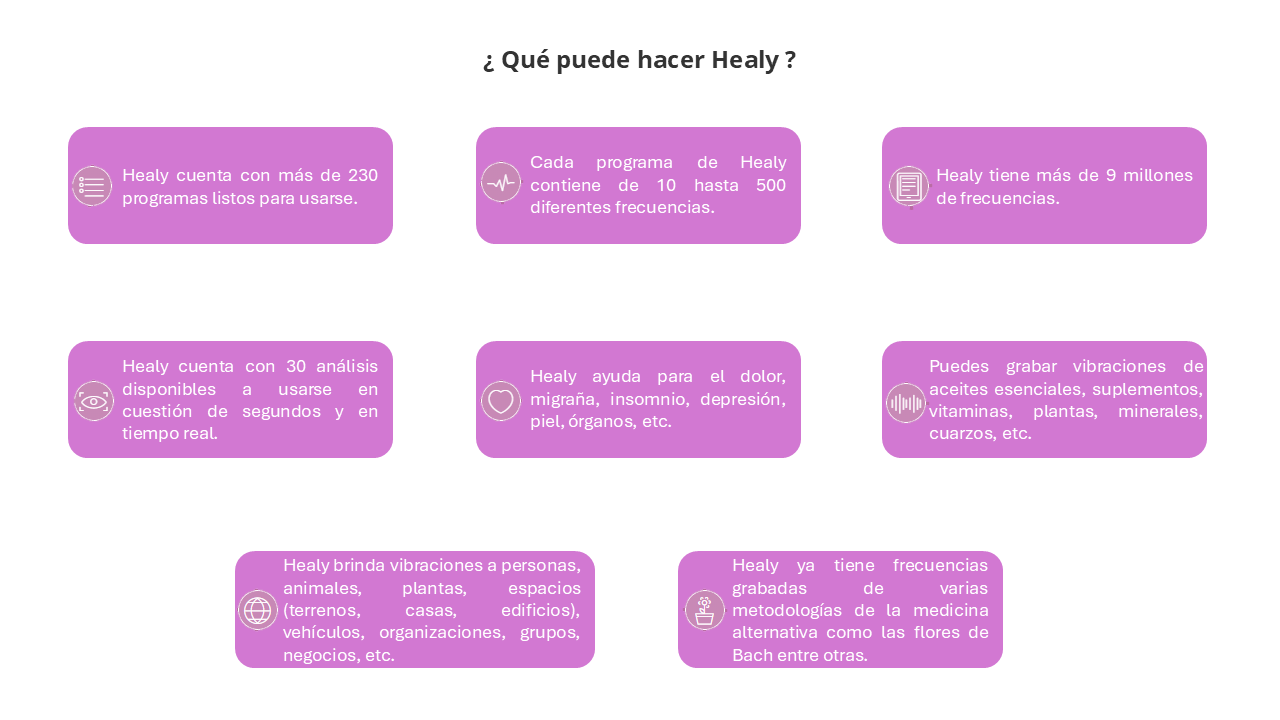 ¿ Qué puede hacer Healy ?
Healy cuenta con más de 230
programas listos para usarse.
Cada programa de Healy
contiene de 10 hasta 500
diferentes frecuencias.
Healy tiene más de 9 millones
de frecuencias.
Healy cuenta con 30 análisis
disponibles a usarse en
cuestión de segundos y en
tiempo real.
Healy ayuda para el dolor,
migraña, insomnio, depresión,
piel, órganos, etc.
Puedes grabar vibraciones de
aceites esenciales, suplementos,
vitaminas, plantas, minerales,
cuarzos, etc.
Healy brinda vibraciones a personas,
animales, plantas, espacios
(terrenos, casas, edificios),
vehículos, organizaciones, grupos,
negocios, etc.
Healy ya tiene frecuencias
grabadas de varias
metodologías de la medicina
alternativa como las flores de
Bach entre otras.